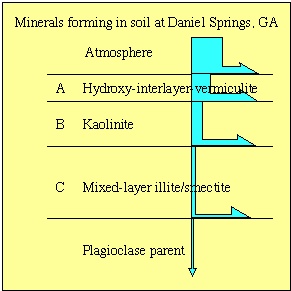 Minerals forming in soil at Daniel Springs, GA
Atmosphere
A Hydroxy-interlayer-vermiculite
B Kaolinite
C Mixed-layer illite/smectite
Plagioclase parent